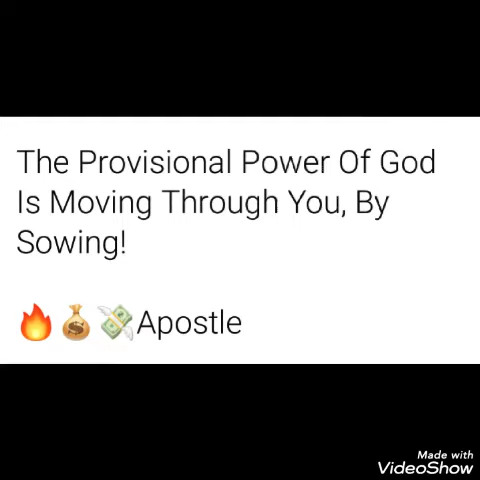 The Provisional Power Of God
Is Moving Through You, By
Sowing!
🔥💰💸Apostle
Made with
VideoShow